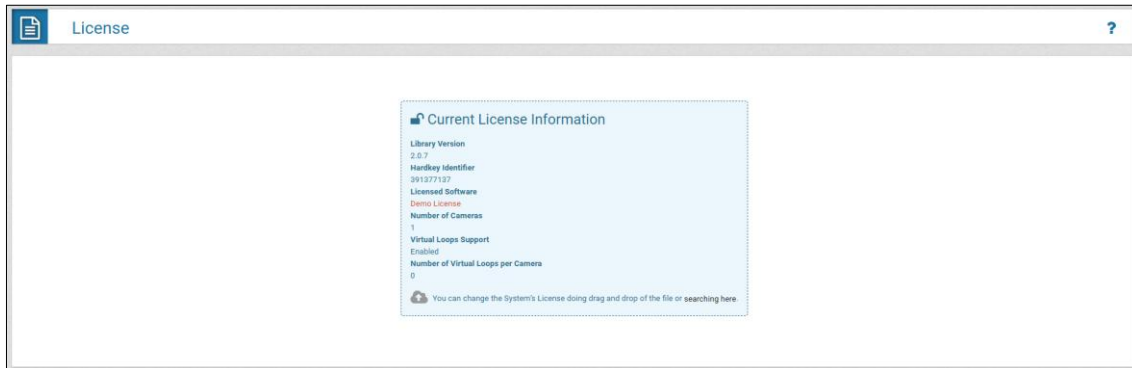 License
?
Current License Information
Library Version
2.0.7
Hardkey Identifier
391377137
Licensed Software
Demo License
Number of Cameras
1
Virtual Loops Support
Enabled
Number of Virtual Loops per Camera
0
You can change the System's License doing drag and drop of the file or searching here.